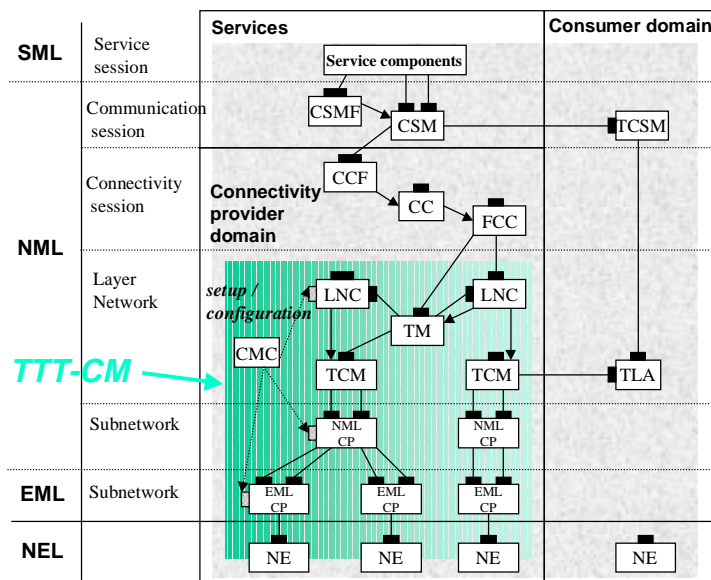 Services
Consumer domain
SML
Service
session
Service components
Communication
session
CSMF
CSM
TCSM
NML
Connectivity
session
CCF
CC
FCC
Connectivity
provider
domain
Layer
Network
setup /
configuration
LNC
LNC
TM
CMC
TTT-CM
TCM
TCM
TLA
Subnetwork
NML
CP
NML
CP
EML
Subnetwork
EML
CP
EML
CP
EML
CP
NEL
NE
NE
NE
NE